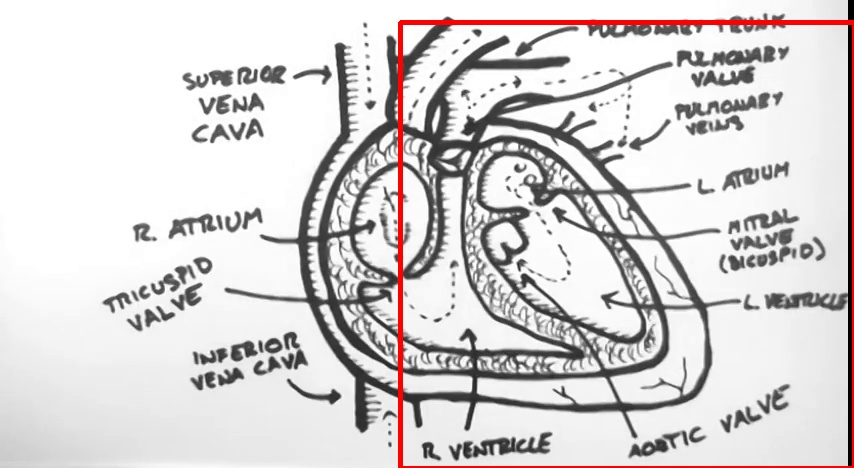 PULMONARY TRUNK
PULMONARY
VALVE
SUPERIOR
VENA
CAVA
PULMONARY
VEINS
L. ATRIUM
R. ATRIUM
MITRAL
VALVE
(BICUSPID)
TRICUSPID
VALVE
L. VENTRICLE
INFERIOR
VENA CAVA
R. VENTRICLE
AORTIC VALVE